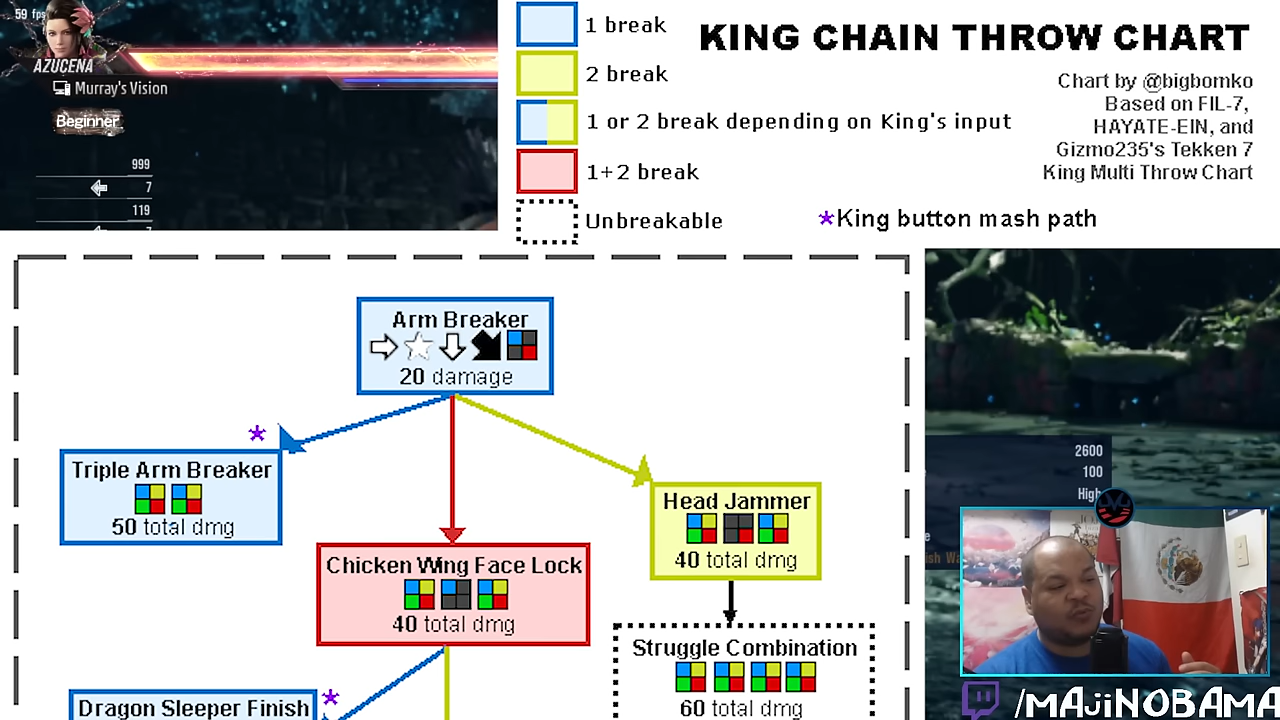 59 fps
AZUCENA
Murray's Vision
Beginner
999
7
119
1 break
2 break
1 or 2 break depending on King's input
1+2 break
Unbreakable
KING CHAIN THROW CHART
Chart by @bigbomko
Based on FIL-7,
HAYATE-EIN, and
Gizmo235's Tekken 7
King Multi Throw Chart
*King button mash path
Arm Breaker
20 damage
*
Triple Arm Breaker
50 total dmg
Head Jammer
40 total dmg
Chicken Wing Face Lock
40 total dmg
Struggle Combination
60 total dmg
*
Dragon Sleeper Finish
2600
100
High
/MAJiNOBAMA